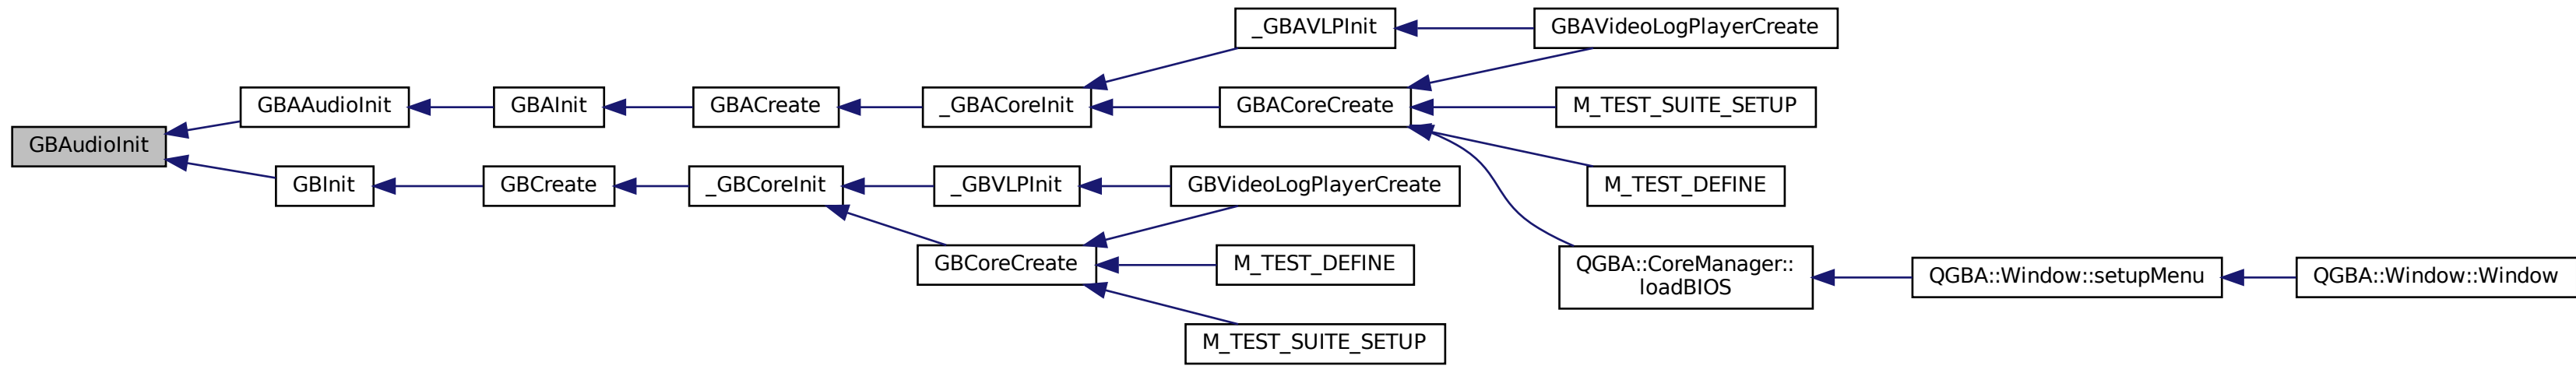 _GBAVLPInit
GBAVideoLogPlayerCreate
GBAAudioInit
GBAInit
GBACreate
_GBACoreInit
GBACoreCreate
M_TEST_SUITE_SETUP
GBAudioInit
GBInit
GBCreate
_GBCoreInit
_GBVLPInit
GBVideoLogPlayerCreate
M_TEST_DEFINE
GBCoreCreate
M_TEST_DEFINE
QGBA::CoreManager::
loadBIOS
QGBA::Window::setupMenu
QGBA::Window::Window
M_TEST_SUITE_SETUP